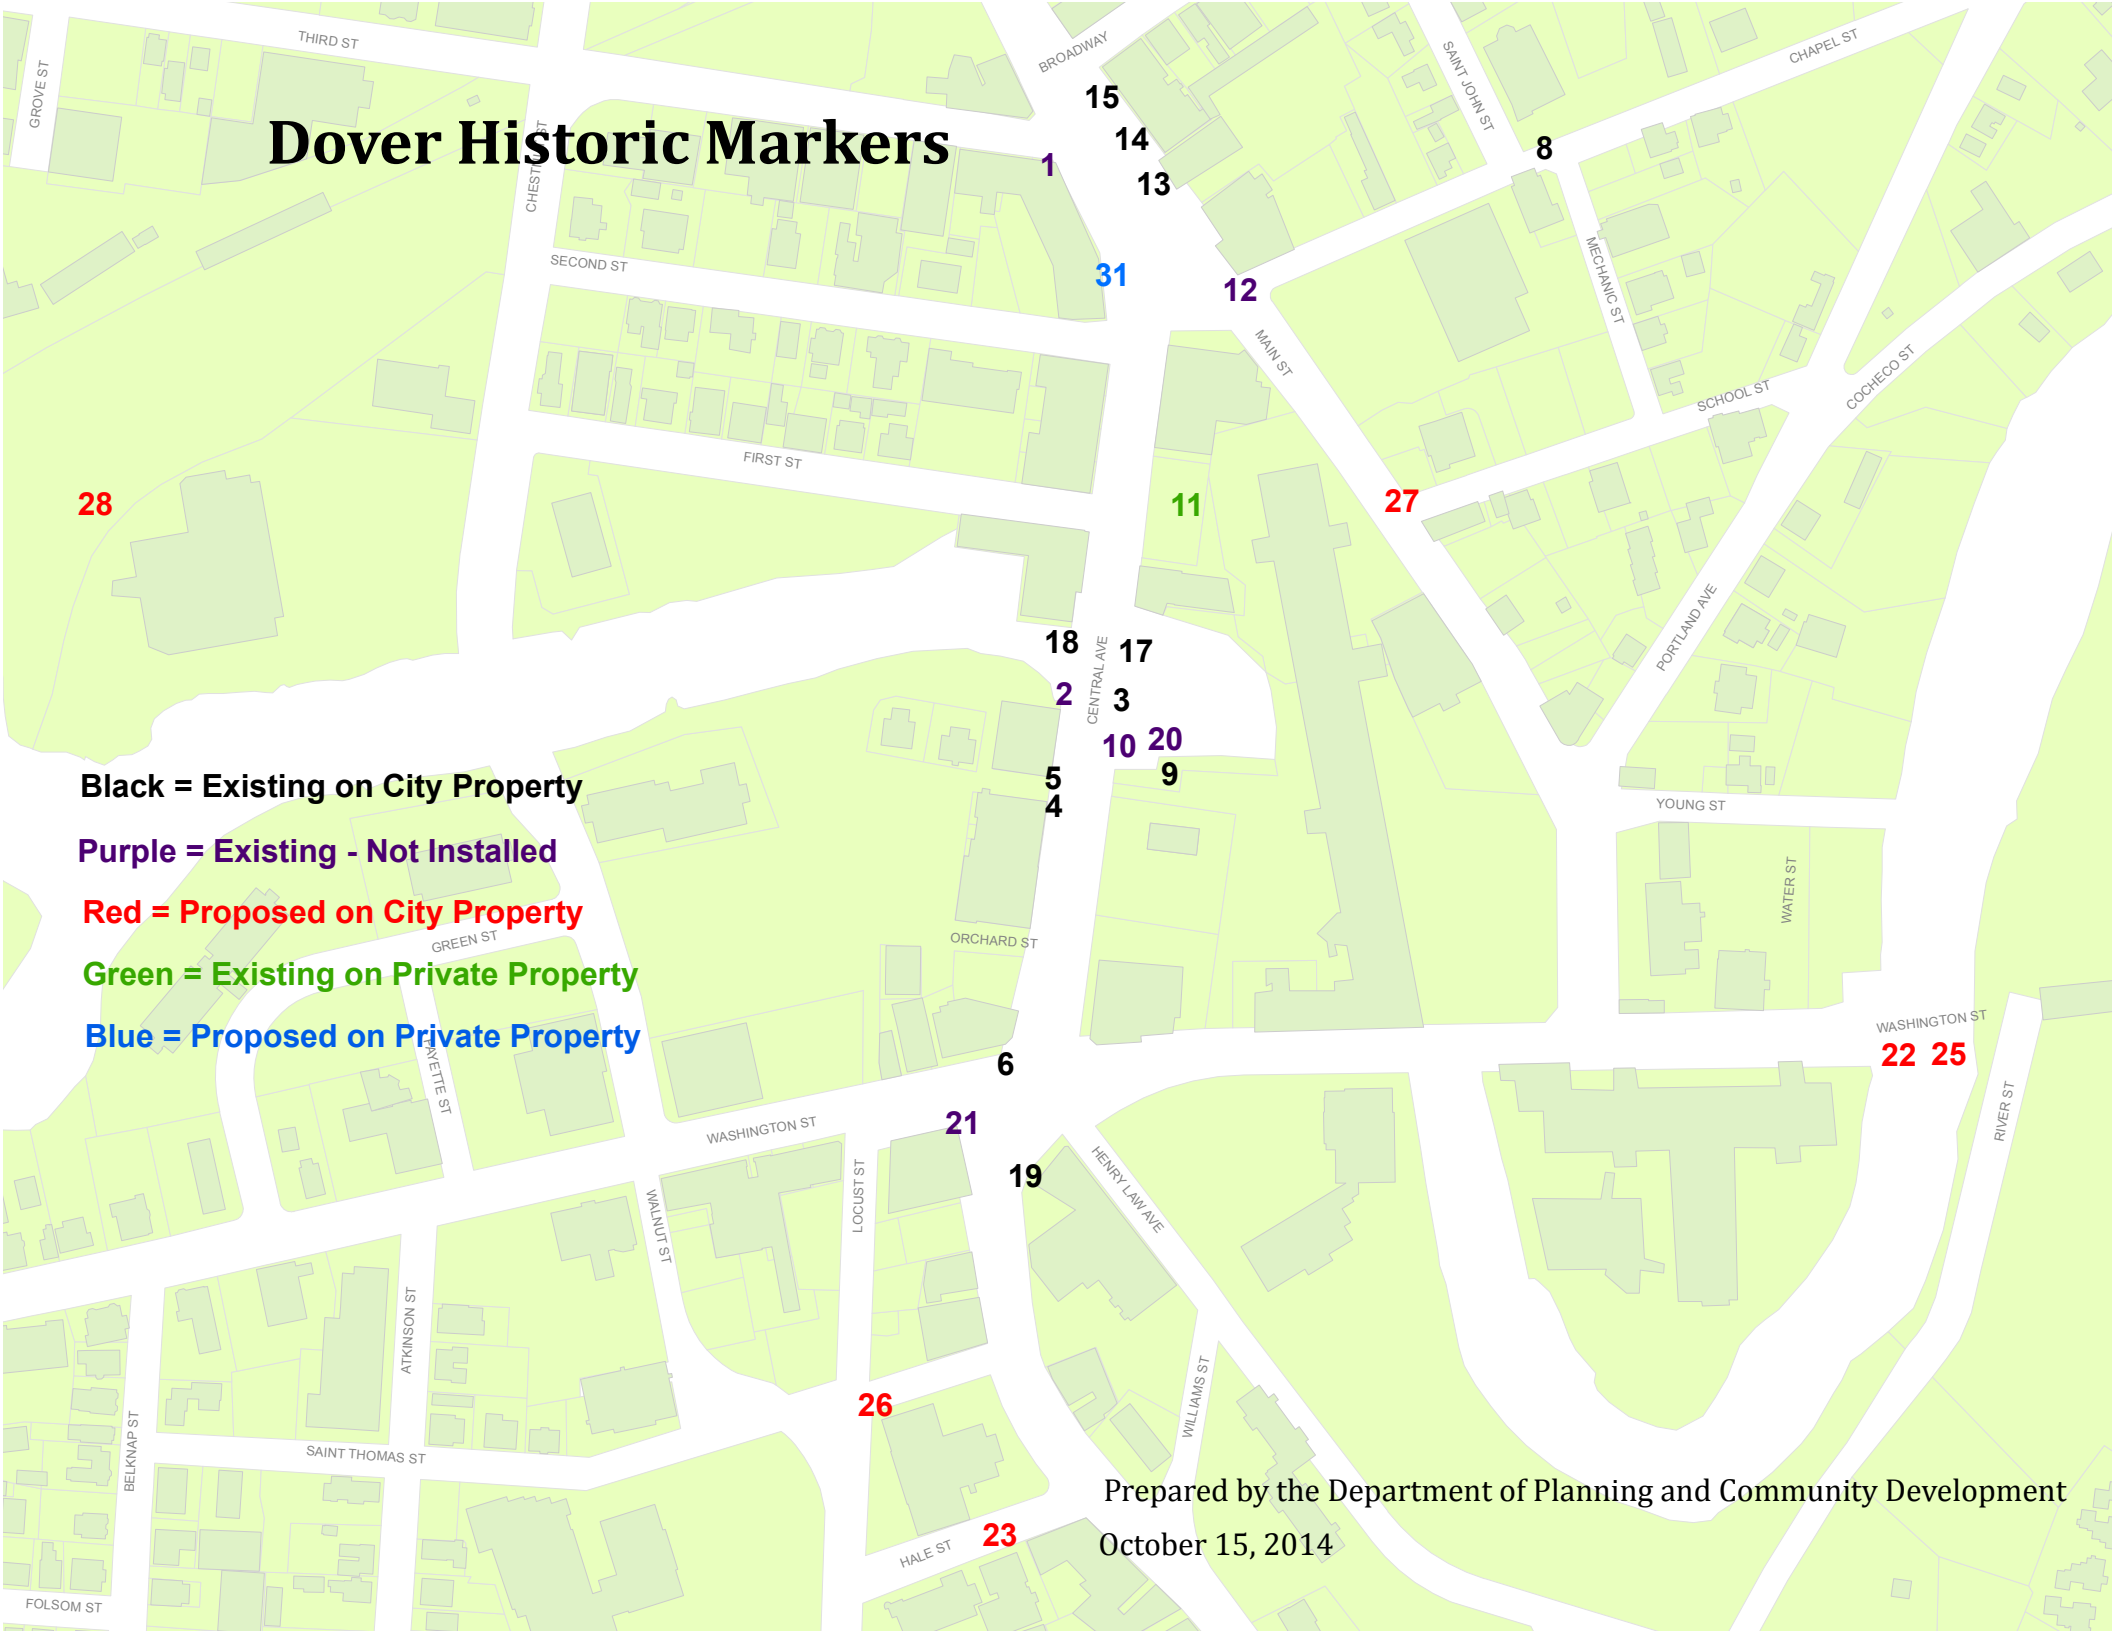 THIRD ST
GROVE ST
BROADWAY
SAINT JOHN ST
CHAPEL ST
15
14
13
1
8
Dover Historic Markers
SECOND ST
31
12
MECHANIC ST
MAIN ST
SCHOOL ST
COCHECO ST
FIRST ST
28
11
27
18
17
CENTRAL AVE
2
3
10
20
5
9
4
PORTLAND AVE
YOUNG ST
WATER ST
Black = Existing on City Property
Purple = Existing - Not Installed
Red = Proposed on City Property
GREEN ST
ORCHARD ST
Green = Existing on Private Property
Blue = Proposed on Private Property
WASHINGTON ST
22
25
6
RIVER ST
21
WASHINGTON ST
19
HENRY LAW AVE
LOCUST ST
WALNUT ST
ATKINSON ST
BELKNAP ST
WILLIAMS ST
26
SAINT THOMAS ST
Prepared by the Department of Planning and Community Development
23
HALE ST
October 15, 2014
FOLSOM ST